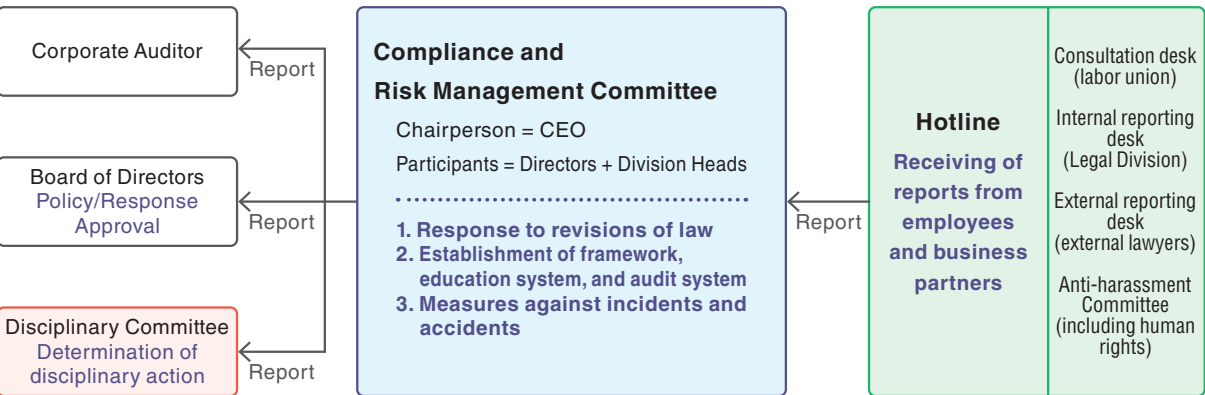 Corporate Auditor
Report
Board of Directors
Policy/Response
Approval
Report
Disciplinary Committee
Determination of
disciplinary action
Report
Compliance and
Risk Management Committee
Chairperson = CEO
Participants = Directors + Division Heads
1. Response to revisions of law
2. Establishment of framework,
education system, and audit system
3. Measures against incidents and
accidents
Report
Hotline
Receiving of
reports from
employees
and business
partners
Consultation desk
(labor union)
Internal reporting
desk
(Legal Division)
External reporting
desk
(external lawyers)
Anti-harassment
Committee
(including human
rights)